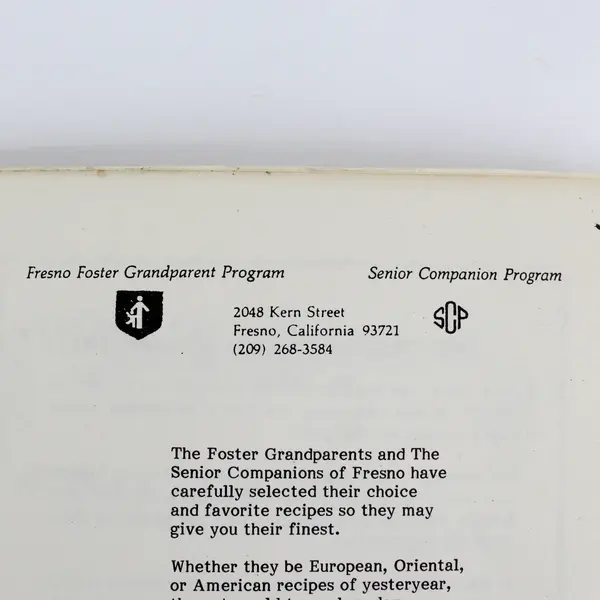 Fresno Foster Grandparent Program
Senior Companion Program
2048 Kern Street
Fresno, California 93721
(209) 268-3584
SCP
The Foster Grandparents and The
Senior Companions of Fresno have
carefully selected their choice
and favorite recipes so they may
give you their finest.
Whether they be European, Oriental,
or American recipes of yesteryear,